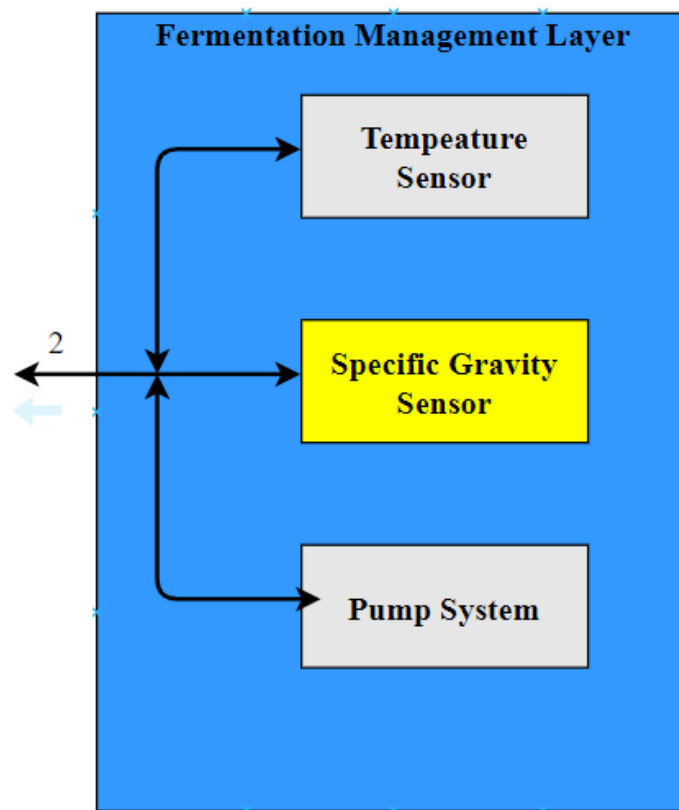 Fermentation Management Layer
Tempeature
Sensor
2
Specific Gravity
Sensor
Pump System